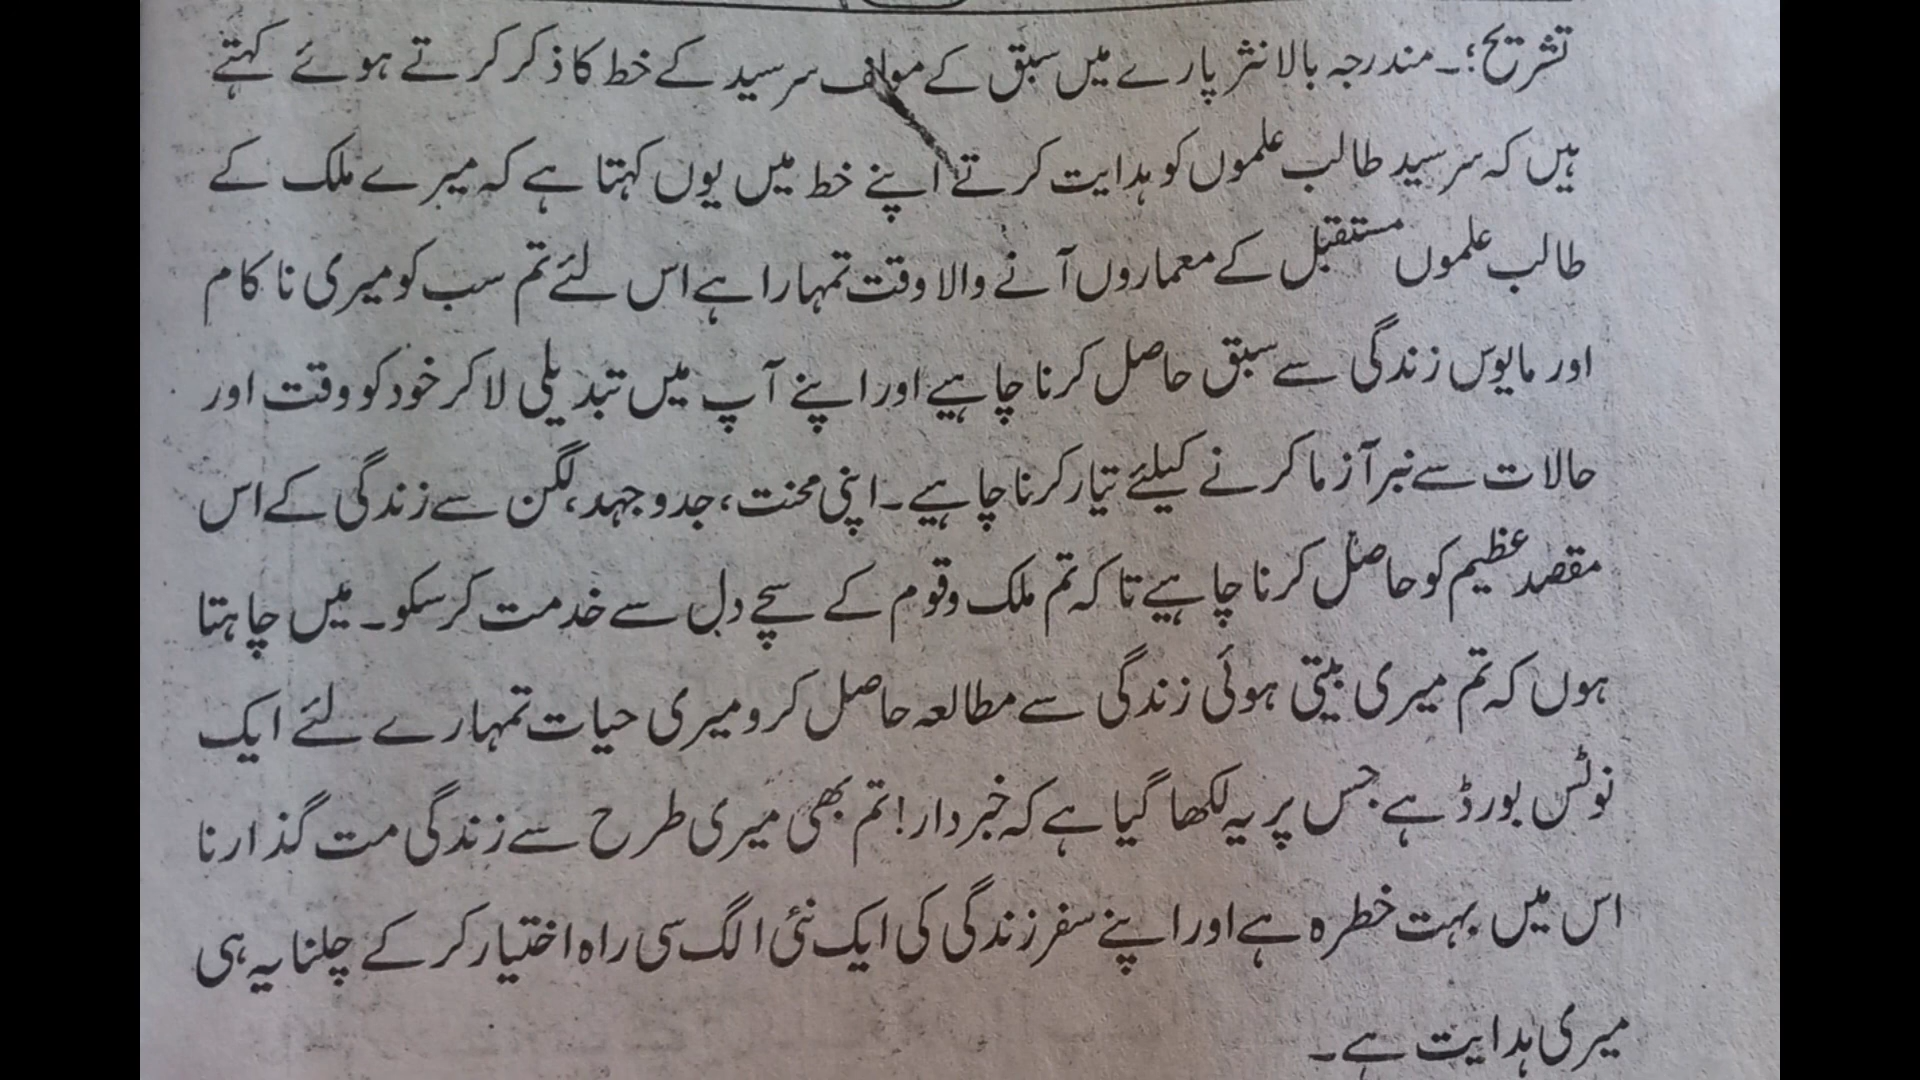 تشریح؛۔ مندرجہ بالا نثر پارے میں سبق کے مولف سرسید کے خط کا ذکر کرتے ہوئے کہتے
ہیں کہ سرسید طالب علموں کو ہدایت کرتے اپنے خط میں یوں کہتا ہے کہ میرے ملک کے
طالب علموں مستقبل کے معماروں آنے والا وقت تمہارا ہے اس لئے تم سب کو میری نا کام
اور مایوس زندگی سے سبق حاصل کرنا چاہیے اور اپنے آپ میں تبدیلی لا کر خود کو وقت اور
حالات سے نبر آزما کرنے کیلئے تیار کرنا چاہیے۔ اپنی محنت، جدوجہد، لگن سے زندگی کے اس
مقصد عظیم کو حاصل کرنا چاہیے تا کہ تم ملک وقوم کے سچے دل سے خدمت کر سکو۔ میں چاہتا
ہوں کہ تم میری بیتی ہوئی زندگی سے مطالعہ حاصل کرو میری حیات تمہارے لئے ایک
نوٹس بورڈ ہے جس پر یہ لکھا گیا ہے کہ خبردار! تم بھی میری طرح سے زندگی مت گذارنا
اس میں بہت خطرہ ہے اور اپنے سفر زندگی کی ایک نئی الگ سی راہ اختیار کر کے چلنا یہ ہی
میری ہدایت ہے۔